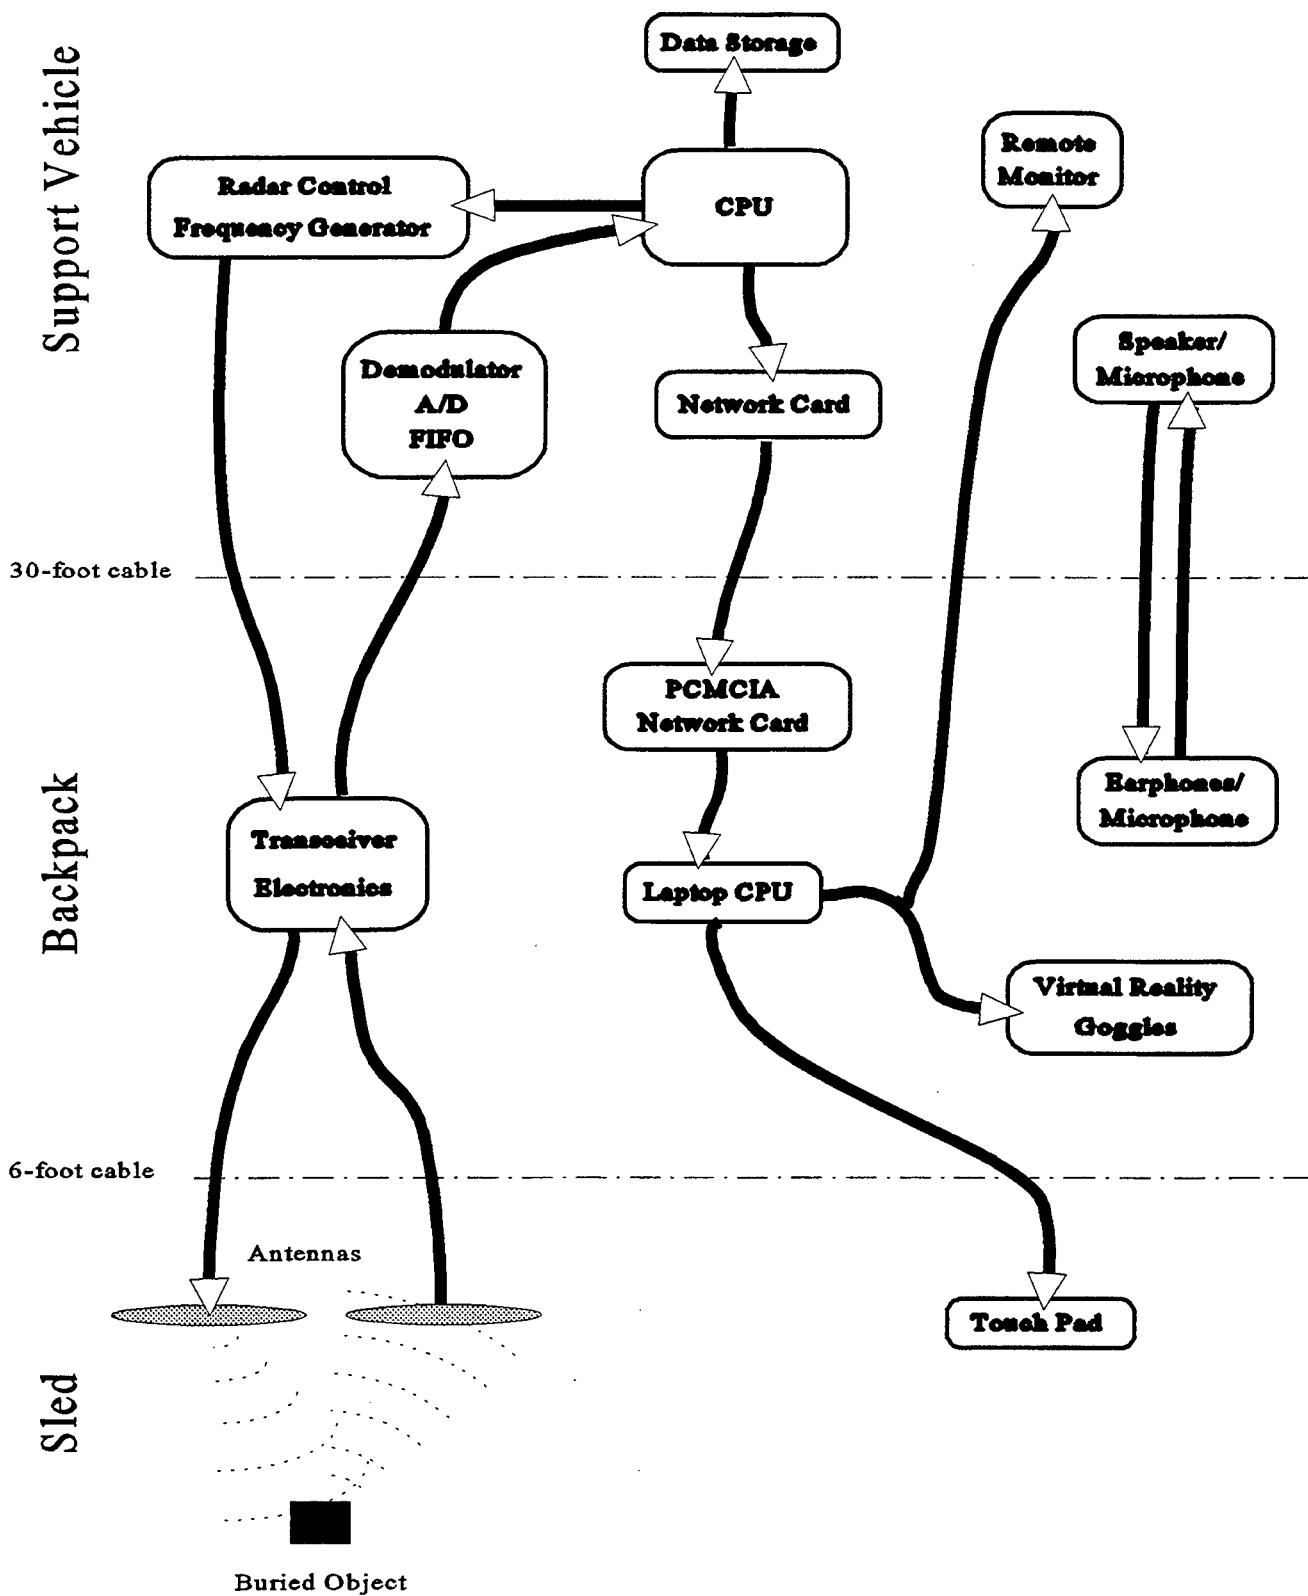 Support Vehicle
Data Storage
Radar Control
Frequency Generator
CPU
Remote
Monitor
Demodulator
A/D
FIFO
Network Card
Speaker/
Microphone
30-foot cable
Backpack
PCMCIA
Network Card
Earphones/
Microphone
Transceiver
Electronics
Laptop CPU
Virtual Reality
Goggles
6-foot cable
Sled
Antennas
Touch Pad
Buried Object